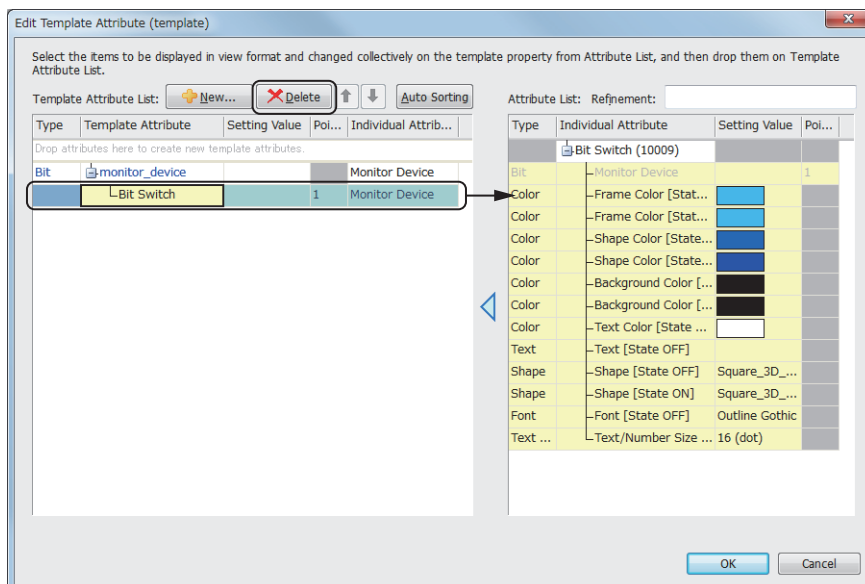 Edit Template Attribute (template)
Select the items to be displayed in view format and changed collectively on the template property from Attribute List, and then drop them on Template
Attribute List.
Template Attribute List: New... Delete Auto Sorting Attribute List: Refinement:
Type Template Attribute Setting Value Poi... Individual Attrib... Type Individual Attribute Setting Value Poi...
Drop attributes here to create new template attributes. Bit Switch (10009)
Bit monitor_device Monitor Device Bit Monitor Device 1
Bit Switch 1 Monitor Device Color Frame Color [Stat...
Color Frame Color [Stat...
Color Shape Color [State...
Color Shape Color [State...
Color Background Color [...
Color Background Color [...
Color Text Color [State ...
Text Text [State OFF]
Shape Shape [State OFF] Square_3D_...
Shape Shape [State ON] Square_3D_...
Font Font [State OFF] Outline Gothic
Text ... Text/Number Size ... 16 (dot)
OK Cancel